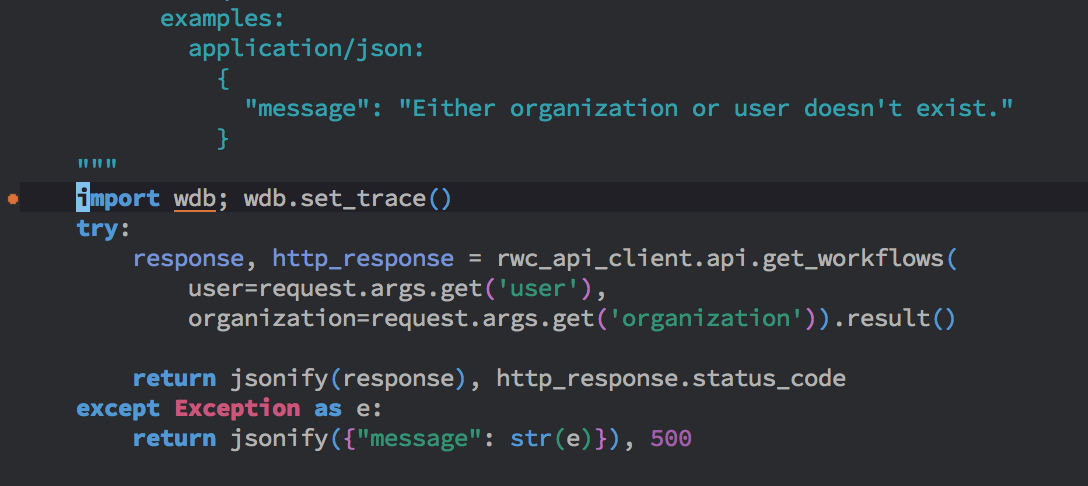 examples:
application/json:
{
"message": "Either organization or user doesn't exist."
}
"""
import wdb; wdb.set_trace()
try:
response, http_response = rwc_api_client.api.get_workflows(
user=request.args.get('user'),
organization=request.args.get('organization')).result()
return jsonify(response), http_response.status_code
except Exception as e:
return jsonify({"message": str(e)}), 500